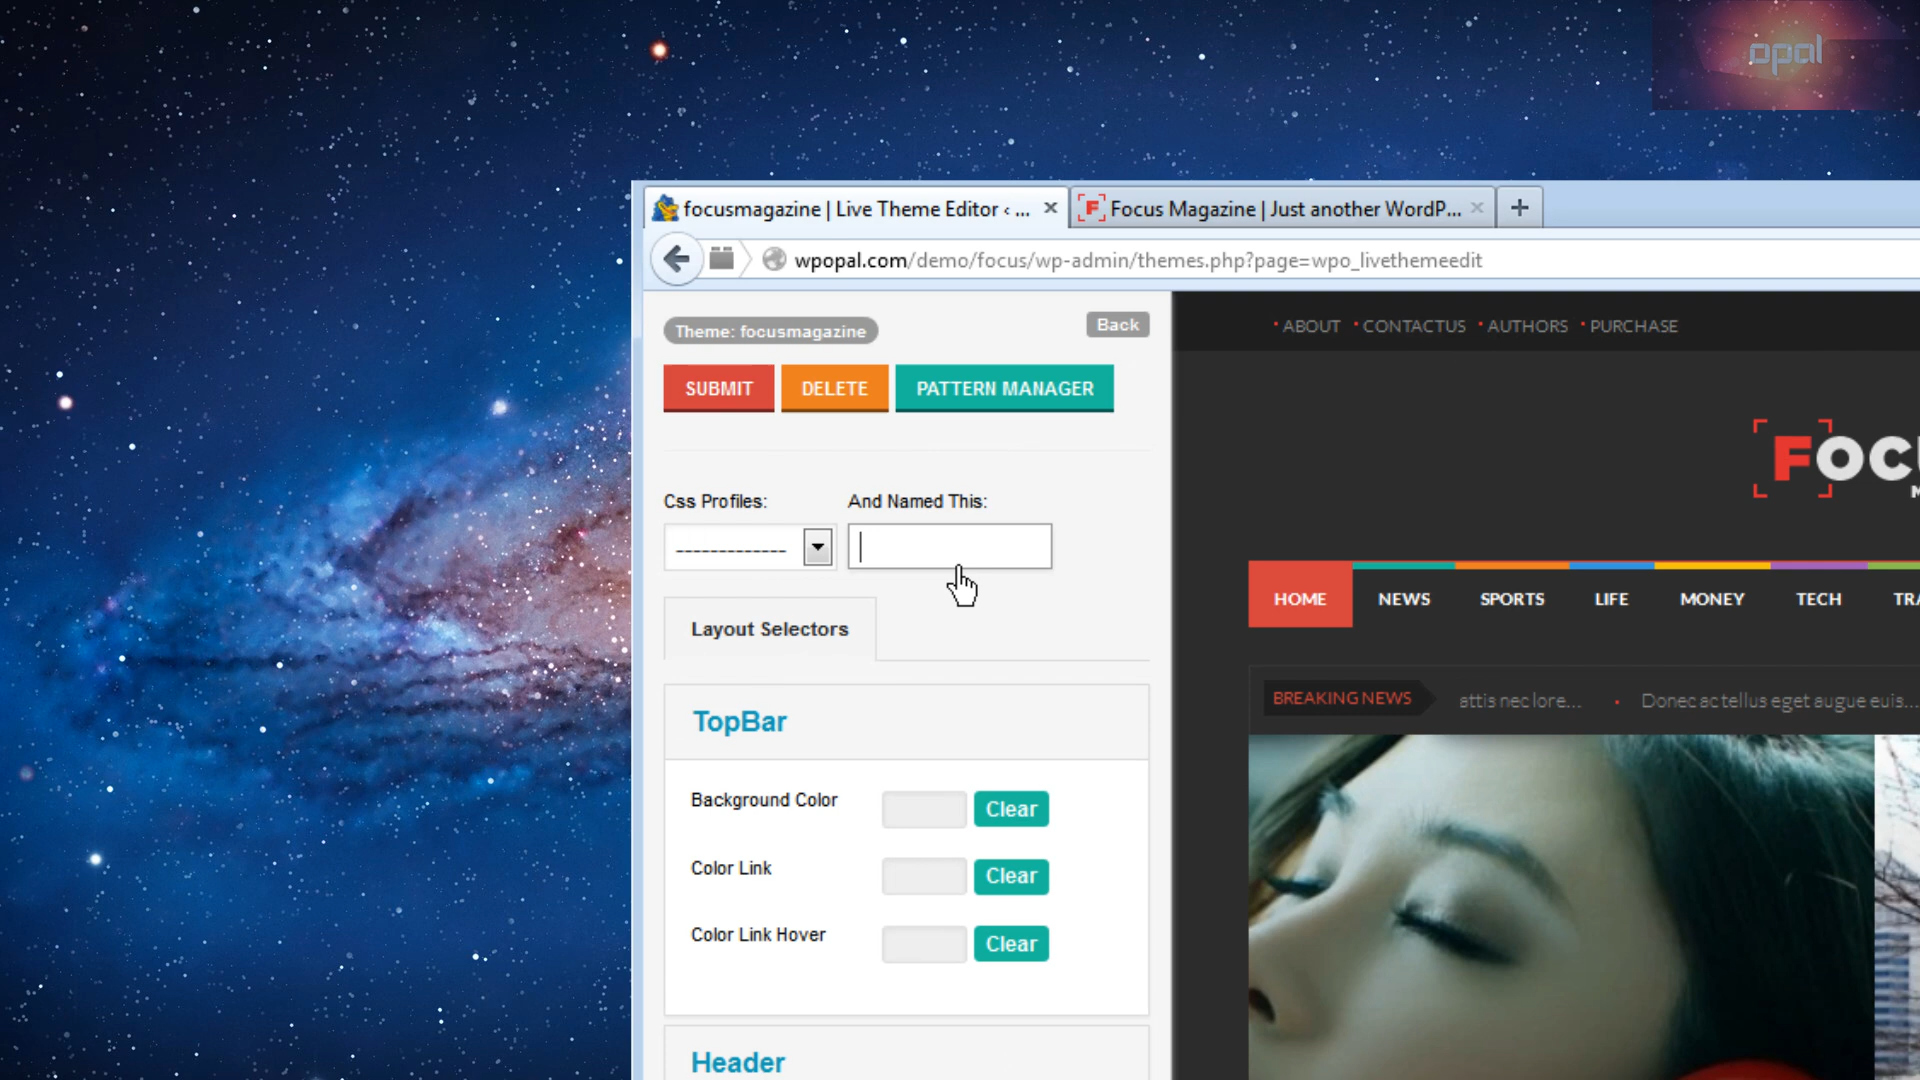 opal
focusmagazine | Live Theme Editor ‹ ...
Focus Magazine | Just another WordP...
wpopal.com/demo/focus/wp-admin/themes.php?page=wpo_livethemeedit
Theme: focusmagazine
Back
SUBMIT
DELETE
PATTERN MANAGER
Css Profiles:
And Named This:
-------------
Layout Selectors
TopBar
Background Color
Clear
Color Link
Clear
Color Link Hover
Clear
Header
ABOUT
CONTACTUS
AUTHORS
PURCHASE
FOC
M
HOME
NEWS
SPORTS
LIFE
MONEY
TECH
TRA
BREAKING NEWS
attis nec lore...
Donec ac tellus eget augue euis...